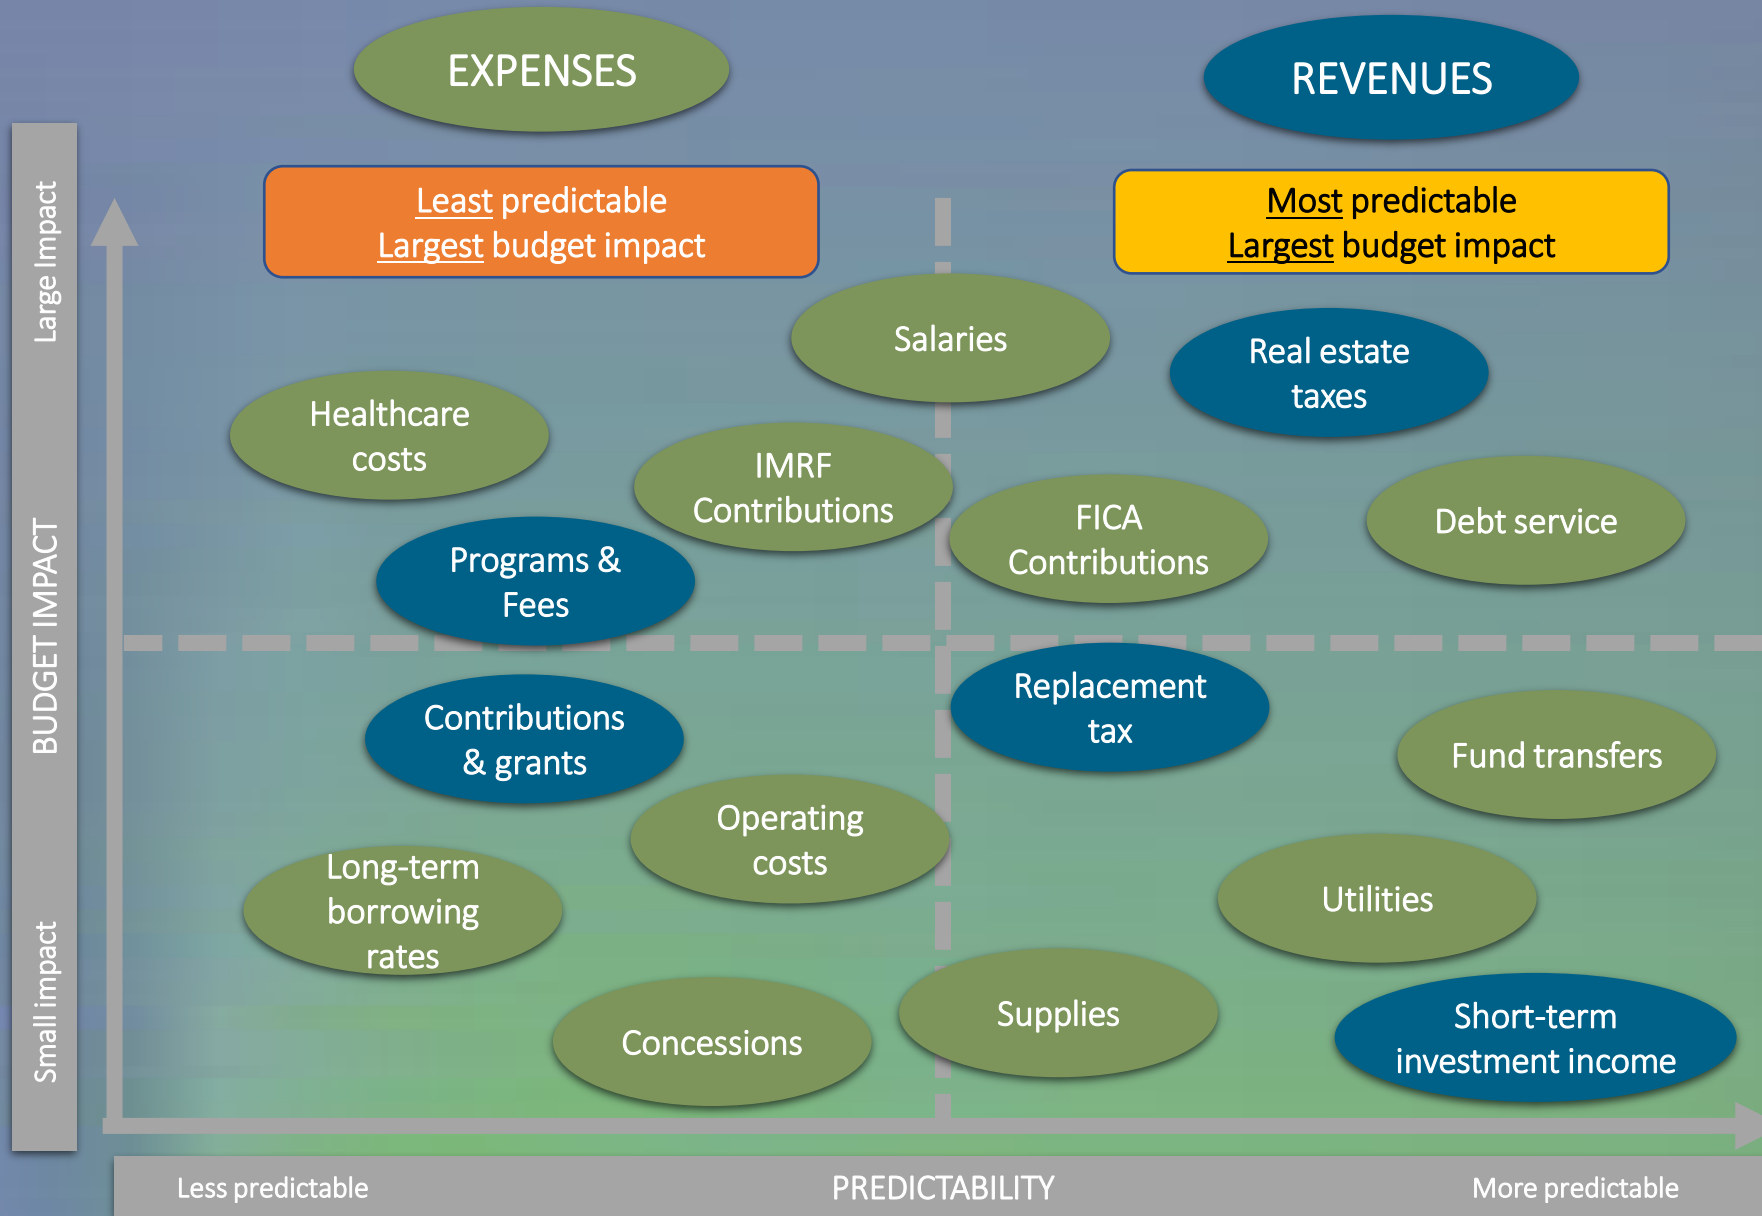 EXPENSES
REVENUES
Least predictable
Largest budget impact
Most predictable
Largest budget impact
Large Impact
BUDGET IMPACT
Small impact
Salaries
Real estate
taxes
Healthcare
costs
IMRF
Contributions
FICA
Contributions
Debt service
Programs &
Fees
Contributions
& grants
Replacement
tax
Fund transfers
Operating
costs
Long-term
borrowing
rates
Utilities
Concessions
Supplies
Short-term
investment income
Less predictable
PREDICTABILITY
More predictable